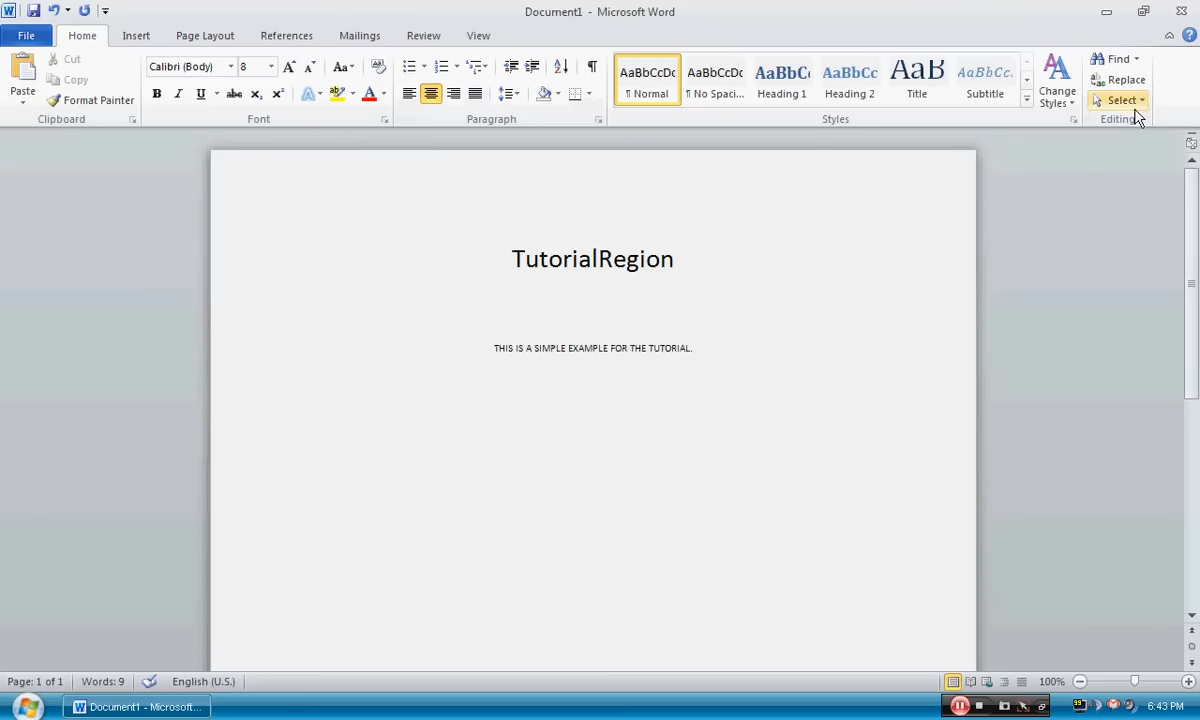 Document1 - Microsoft Word
File Home Insert Page Layout References Mailings Review View
Paste
Cut
Copy
Format Painter
Clipboard
Calibri (Body) 8
Font
Paragraph
AaBbCcDc AaBbCcDc AaBbC AaBbCc AaB AaBbCc.
¶ Normal ¶ No Spaci... Heading 1 Heading 2 Title Subtitle
Styles
Change
Styles
Find
Replace
Select
Editing
TutorialRegion
THIS IS A SIMPLE EXAMPLE FOR THE TUTORIAL.
Page: 1 of 1 Words: 9 English (U.S.) 100%
Document1 - Microsoft... 99 6:43 PM